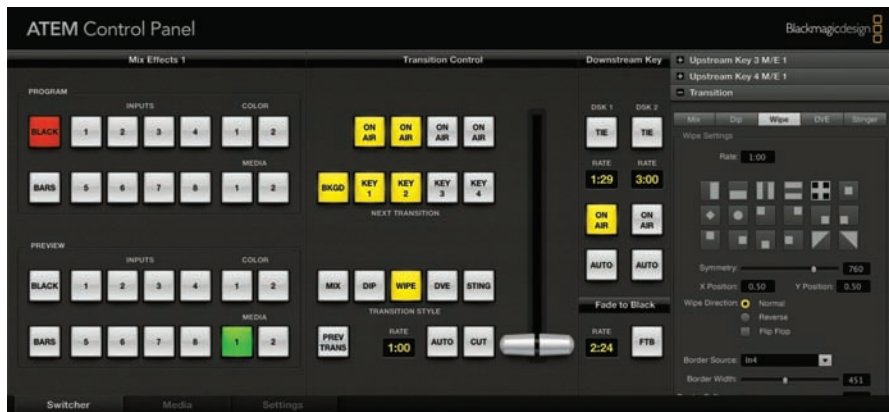 ATEM Control Panel
Blackmagicdesign
Mix Effects 1
PROGRAM
INPUTS
COLOR
BLACK 1 2 3 4 1 2
MEDIA
BARS 5 6 7 8 1 2
PREVIEW
INPUTS
COLOR
BLACK 1 2 3 4 1 2
MEDIA
BARS 5 6 7 8 1 2
Transition Control
ON AIR ON AIR ON AIR ON AIR
BKGD KEY 1 KEY 2 KEY 3 KEY 4
NEXT TRANSITION
MIX DIP WIPE DVE STING
TRANSITION STYLE
RATE
PREV TRANS 1:00 AUTO CUT
Downstream Key
DSK 1 DSK 2
TIE TIE
RATE RATE
1:29 3:00
ON AIR ON AIR
AUTO AUTO
Fade to Black
RATE
2:24 FTB
Upstream Key 3 M/E 1
Upstream Key 4 M/E 1
Transition
Mix Dip Wipe DVE Stinger
Wipe Settings
Rate: 1:00
Symmetry: 760
X Position: 0.50 Y Position: 0.50
Wipe Direction: Normal
Reverse
Flip Flop
Border Source: In4
Border Width: 451
Switcher Media Settings